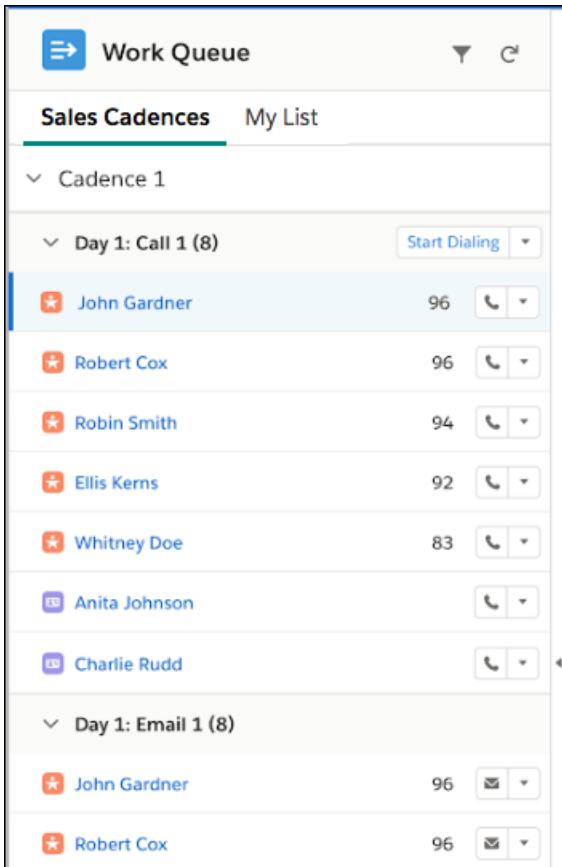 Work Queue
Sales Cadences My List
Cadence 1
Day 1: Call 1 (8) Start Dialing
John Gardner 96
Robert Cox 96
Robin Smith 94
Ellis Kerns 92
Whitney Doe 83
Anita Johnson
Charlie Rudd
Day 1: Email 1 (8)
John Gardner 96
Robert Cox 96